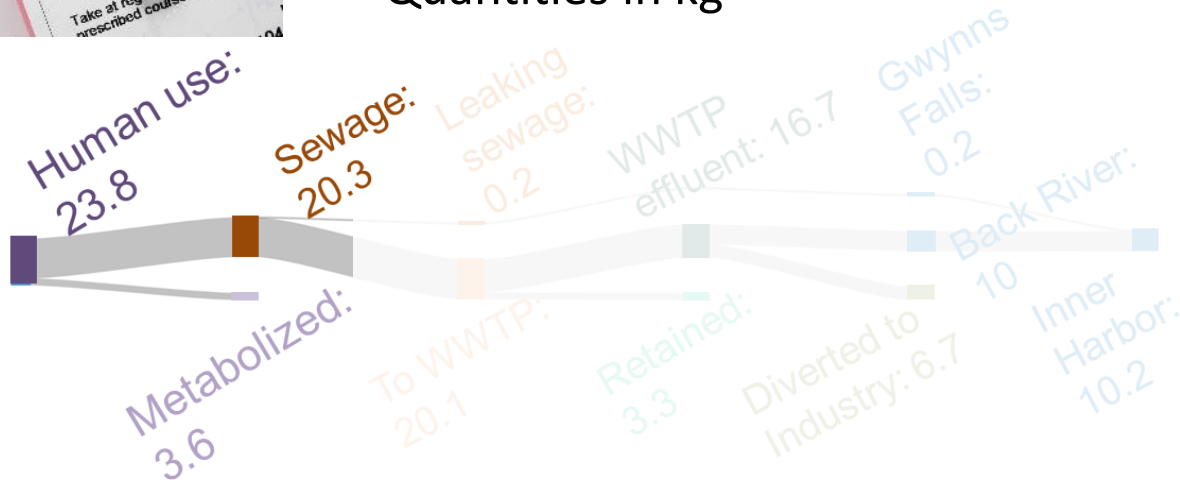 Take at
prescribed
Quantities in kg
Human use:
23.8
Sewage:
20.3
Leaking
sewage:
0.2
WWTP
effluent: 16.7
Gwynns
Falls:
0.2
Back River:
10
Metabolized:
3.6
To WWTP:
20.1
Retained:
3.3
Diverted to
Industry: 6.7
Inner
Harbor:
10.2